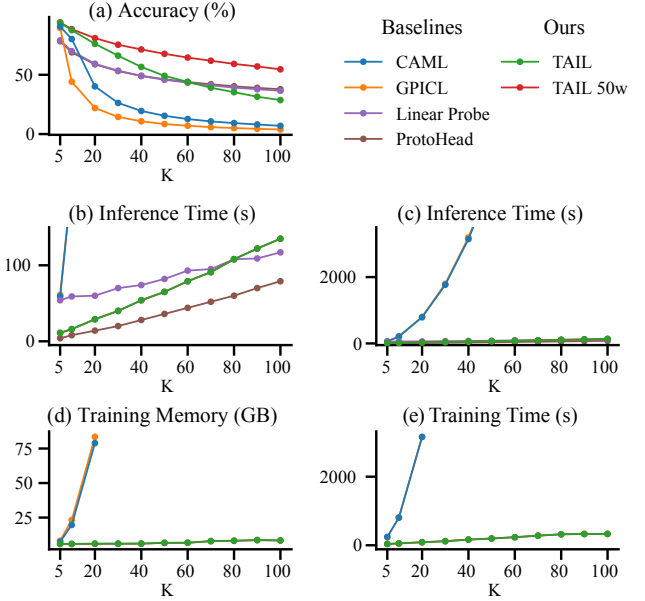 (a) Accuracy (%)
50
0
5 20 40 60 80 100
K
Baselines
Ours
CAML
GPICL
Linear Probe
ProtoHead
TAIL
TAIL 50w
(b) Inference Time (s)
100
0
5 20 40 60 80 100
K
(c) Inference Time (s)
2000
0
5 20 40 60 80 100
K
(d) Training Memory (GB)
75
50
25
5 20 40 60 80 100
K
(e) Training Time (s)
2000
0
5 20 40 60 80 100
K